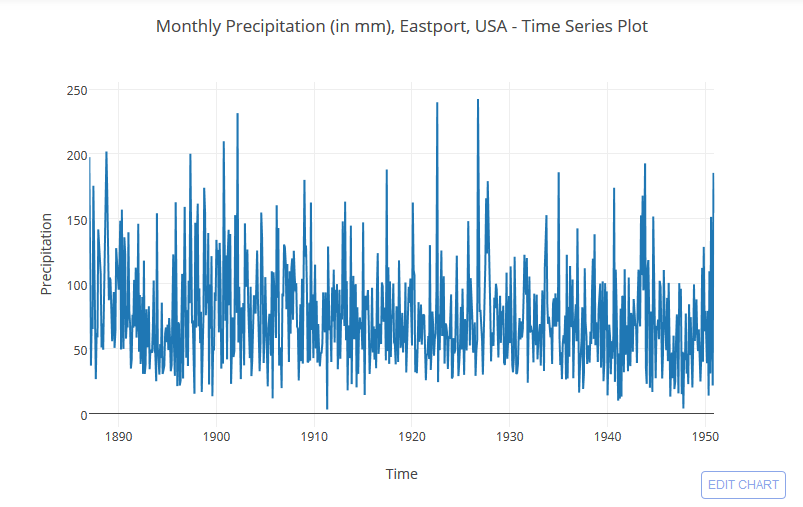 Monthly Precipitation (in mm), Eastport, USA - Time Series Plot
250
200
150
100
50
0
Precipitation
1890 1900 1910 1920 1930 1940 1950
Time
EDIT CHART